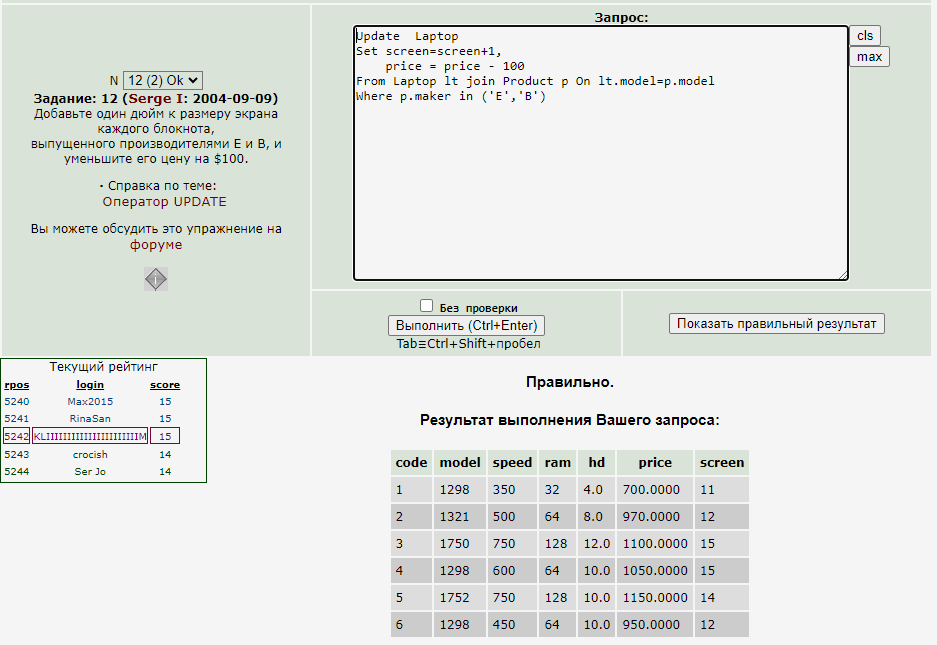 N 12 (2) Ok
Задание: 12 (Serge I: 2004-09-09)
Добавьте один дюйм к размеру экрана
каждого блокнота,
выпущенного производителями E и B, и
уменьшите его цену на $100.
· Справка по теме:
Оператор UPDATE
Вы можете обсудить это упражнение на
форуме
Запрос:
Update  Laptop
Set screen=screen+1,
    price = price - 100
From Laptop lt join Product p On lt.model=p.model
Where p.maker in ('E','B')
cls
max
Без проверки
Выполнить (Ctrl+Enter)
Tab≡Ctrl+Shift+пробел
Показать правильный результат
Текущий рейтинг
rpos login score
5240 Max2015 15
5241 RinaSan 15
5242 15
5243 crocish 14
5244 Ser Jo 14
Правильно.
Результат выполнения Вашего запроса:
code model speed ram hd price screen
1 1298 350 32 4.0 700.0000 11
2 1321 500 64 8.0 970.0000 12
3 1750 750 128 12.0 1100.0000 15
4 1298 600 64 10.0 1050.0000 15
5 1752 750 128 10.0 1150.0000 14
6 1298 450 64 10.0 950.0000 12